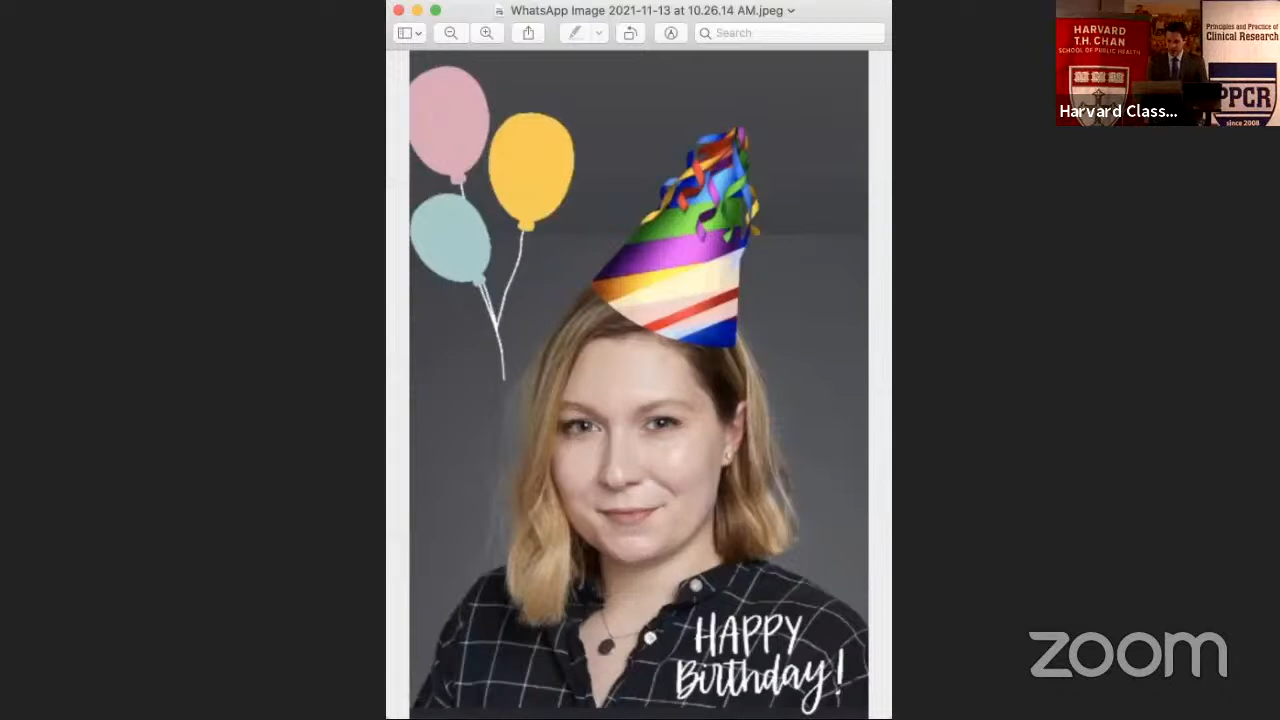 WhatsApp Image 2021-11-13 at 10.26.14 AM.jpeg
Search
HARVARD
T.H. CHAN
SCHOOL OF PUBLIC HEALTH
Principles and Practice of
Clinical Research
PPCR
since 2008
Harvard Class...
HAPPY
Birthday!
zoom